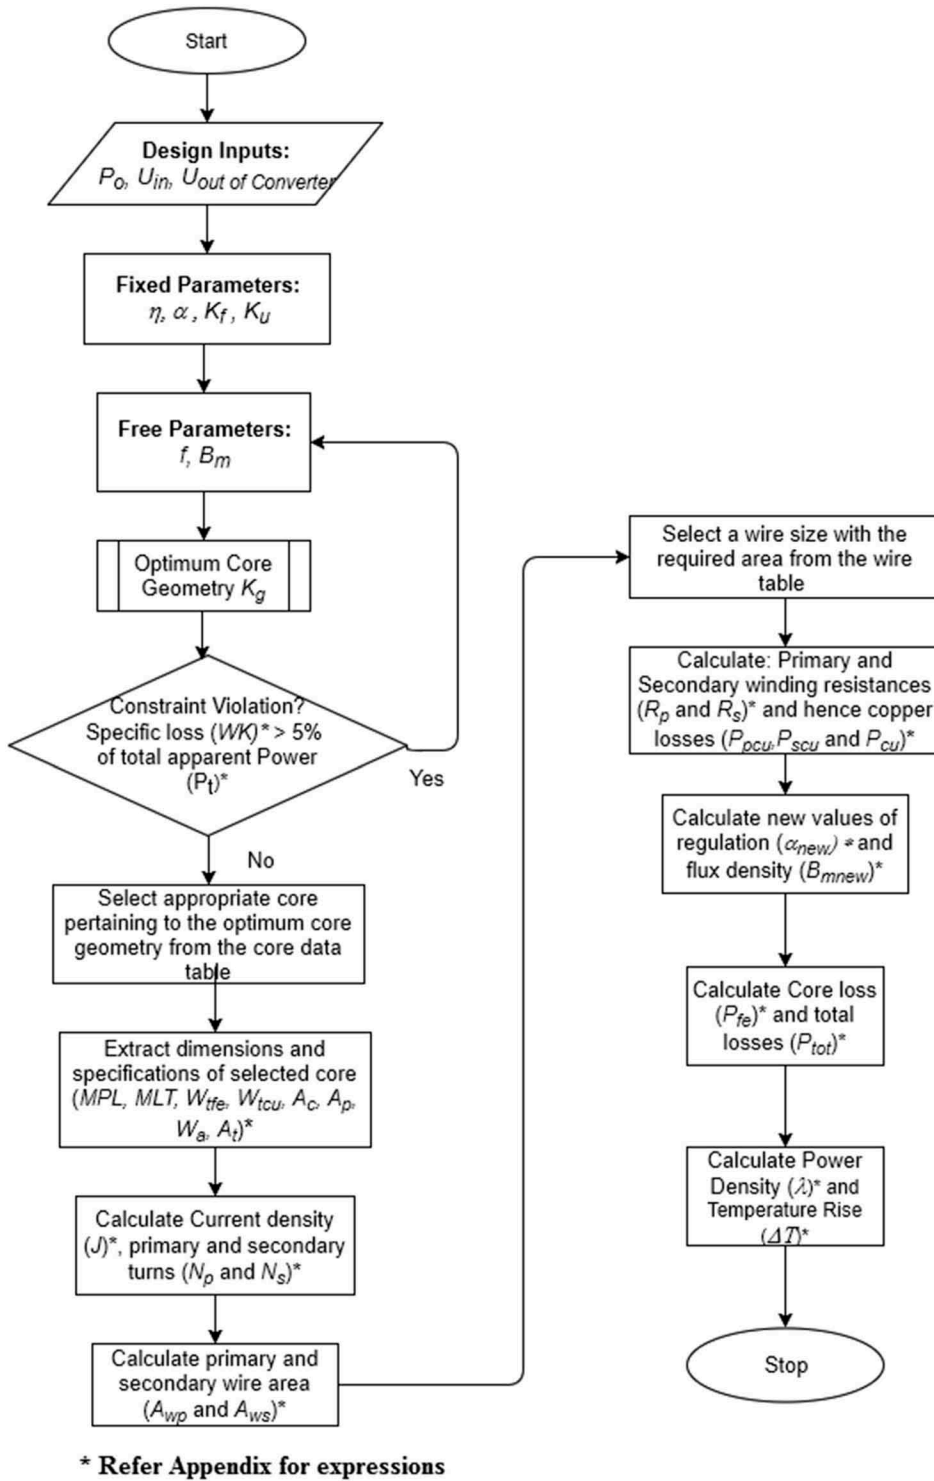 Start
Design Inputs:
Po, Uin, Uout of Converter
Fixed Parameters:
η, α, Kf, Ku
Free Parameters:
f, Bm
Optimum Core
Geometry Kg
Constraint Violation?
Specific loss (WK)* > 5%
of total apparent Power
(Pt)*
Yes
No
Select appropriate core
pertaining to the optimum core
geometry from the core data
table
Extract dimensions and
specifications of selected core
(MPL, MLT, Wtfe, Wtcu, Ac, Ap,
Wa, At)*
Calculate Current density
(J)*, primary and secondary
turns (Np and Ns)*
Calculate primary and
secondary wire area
(Awp and Aws)*
Select a wire size with the
required area from the wire
table
Calculate: Primary and
Secondary winding resistances
(Rp and Rs)* and hence copper
losses (Ppcu, Pscu and Pcu)*
Calculate new values of
regulation (αnew) * and
flux density (Bmnew)*
Calculate Core loss
(Pfe)* and total
losses (Ptot)*
Calculate Power
Density (λ)* and
Temperature Rise
(ΔT)*
Stop
* Refer Appendix for expressions